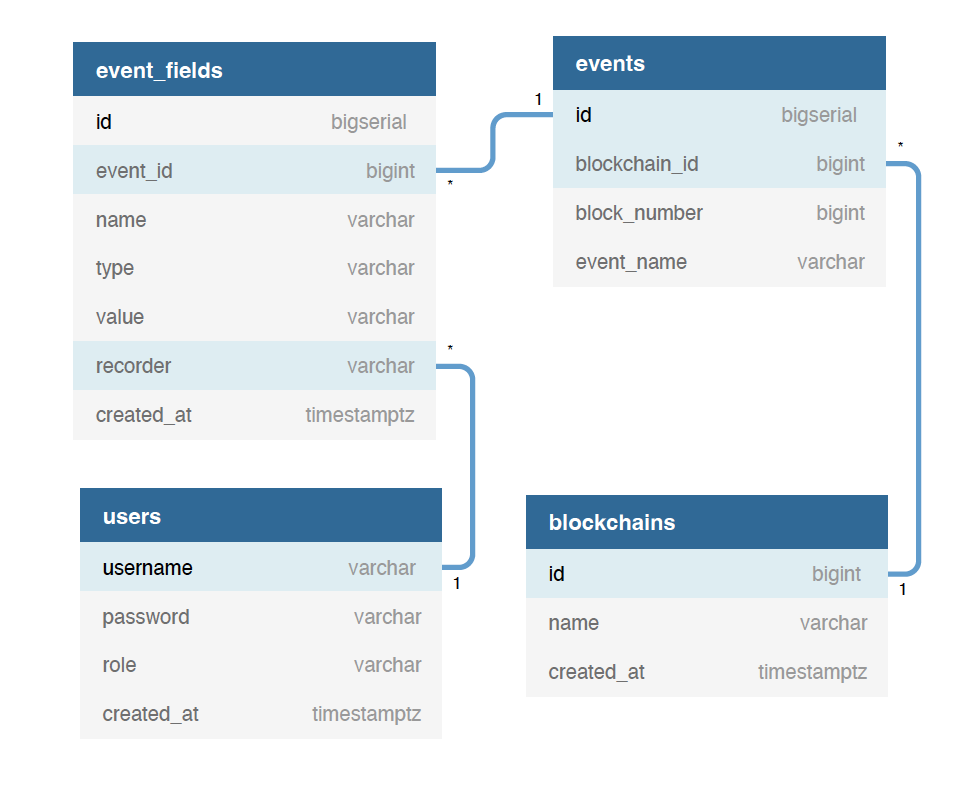 event_fields
id bigserial
event_id bigint
name varchar
type varchar
value varchar
recorder varchar
created_at timestamptz
1
*
*
events
id bigserial
blockchain_id bigint
block_number bigint
event_name varchar
*
users
username varchar
password varchar
role varchar
created_at timestamptz
1
blockchains
id bigint
name varchar
created_at timestamptz
1